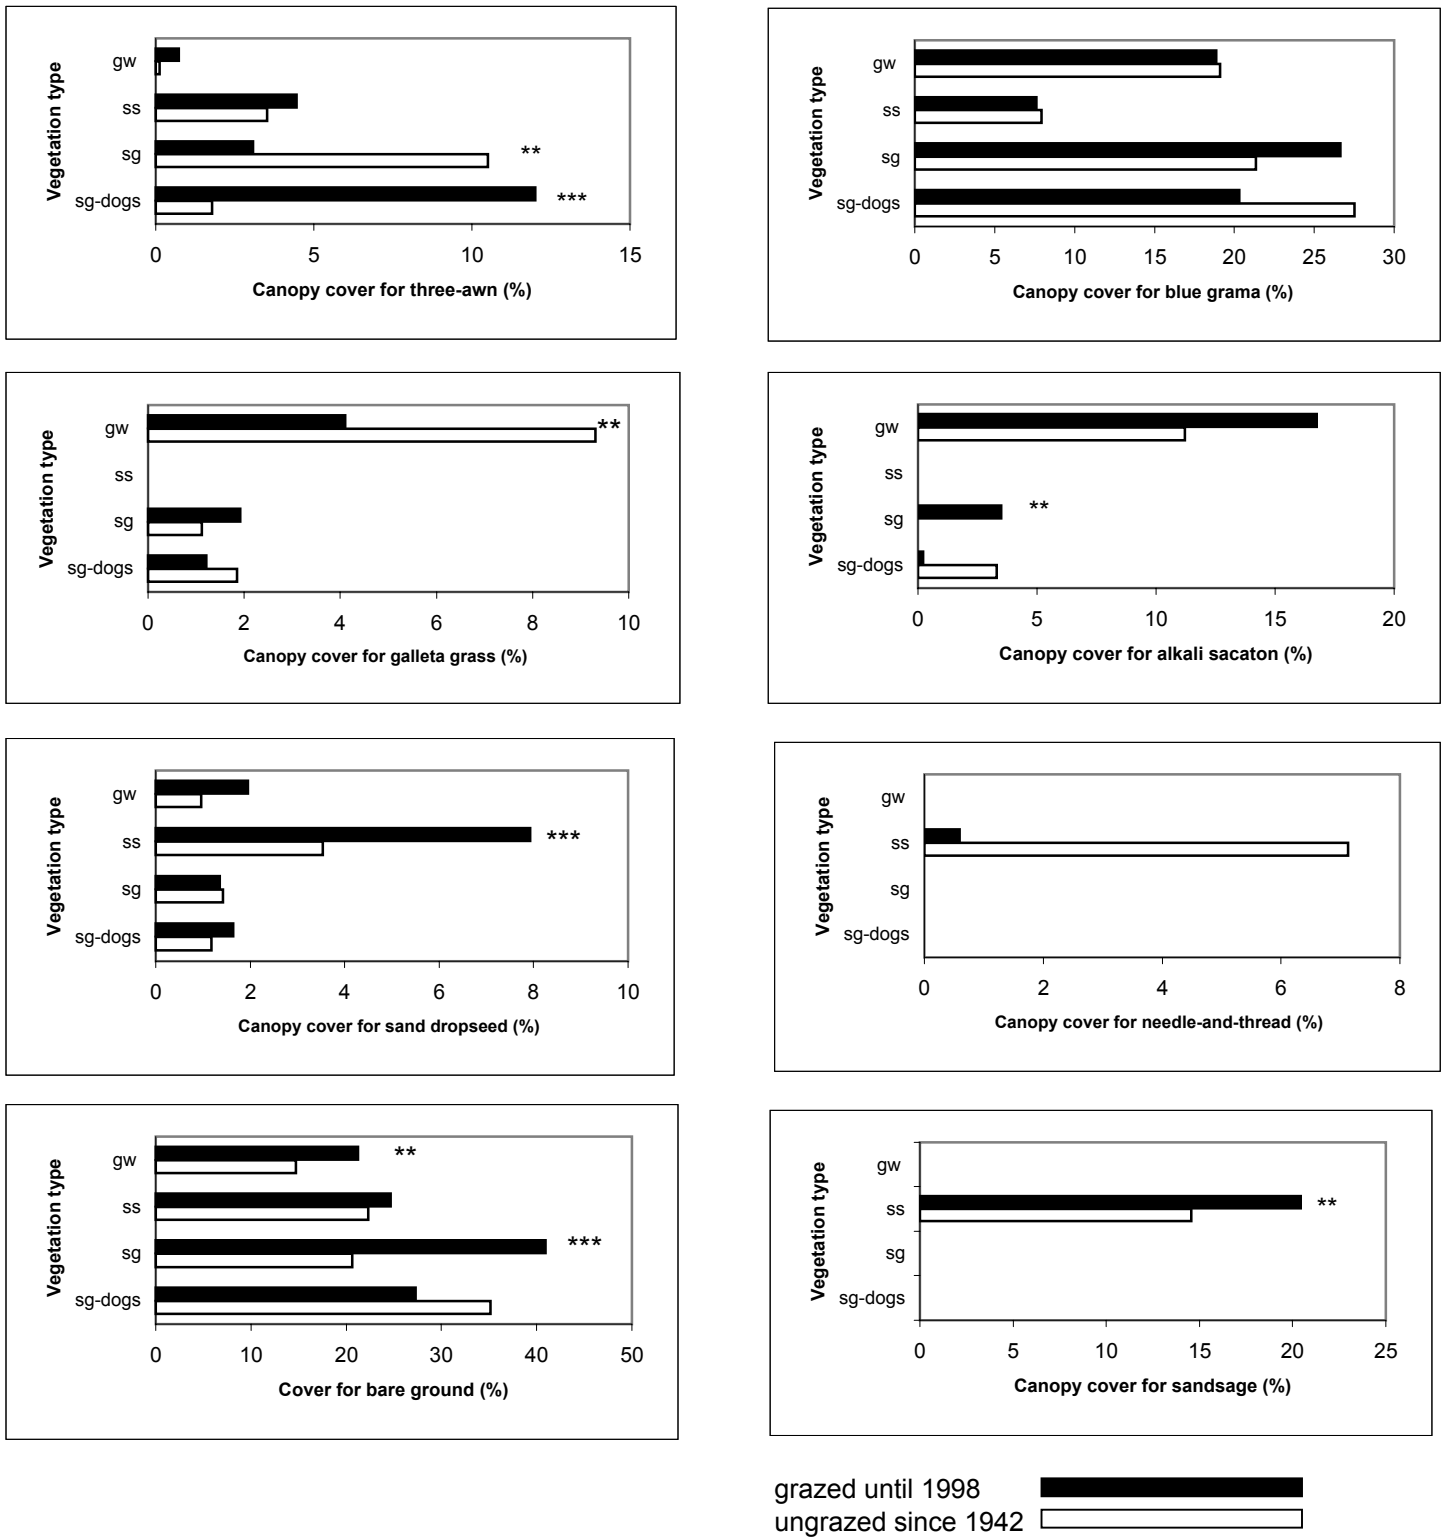 Vegetation type
gw
ss
sg **
sg-dogs ***
0 5 10 15
Canopy cover for three-awn (%)
Vegetation type
gw
ss
sg
sg-dogs
0 5 10 15 20 25 30
Canopy cover for blue grama (%)
Vegetation type
gw **
ss
sg
sg-dogs
0 2 4 6 8 10
Canopy cover for galleta grass (%)
Vegetation type
gw
ss
sg **
sg-dogs
0 5 10 15 20
Canopy cover for alkali sacaton (%)
Vegetation type
gw
ss ***
sg
sg-dogs
0 2 4 6 8 10
Canopy cover for sand dropseed (%)
Vegetation type
gw
ss
sg
sg-dogs
0 2 4 6 8
Canopy cover for needle-and-thread (%)
Vegetation type
gw **
ss
sg ***
sg-dogs
0 10 20 30 40 50
Cover for bare ground (%)
Vegetation type
gw
ss **
sg
sg-dogs
0 5 10 15 20 25
Canopy cover for sandsage (%)
grazed until 1998
ungrazed since 1942